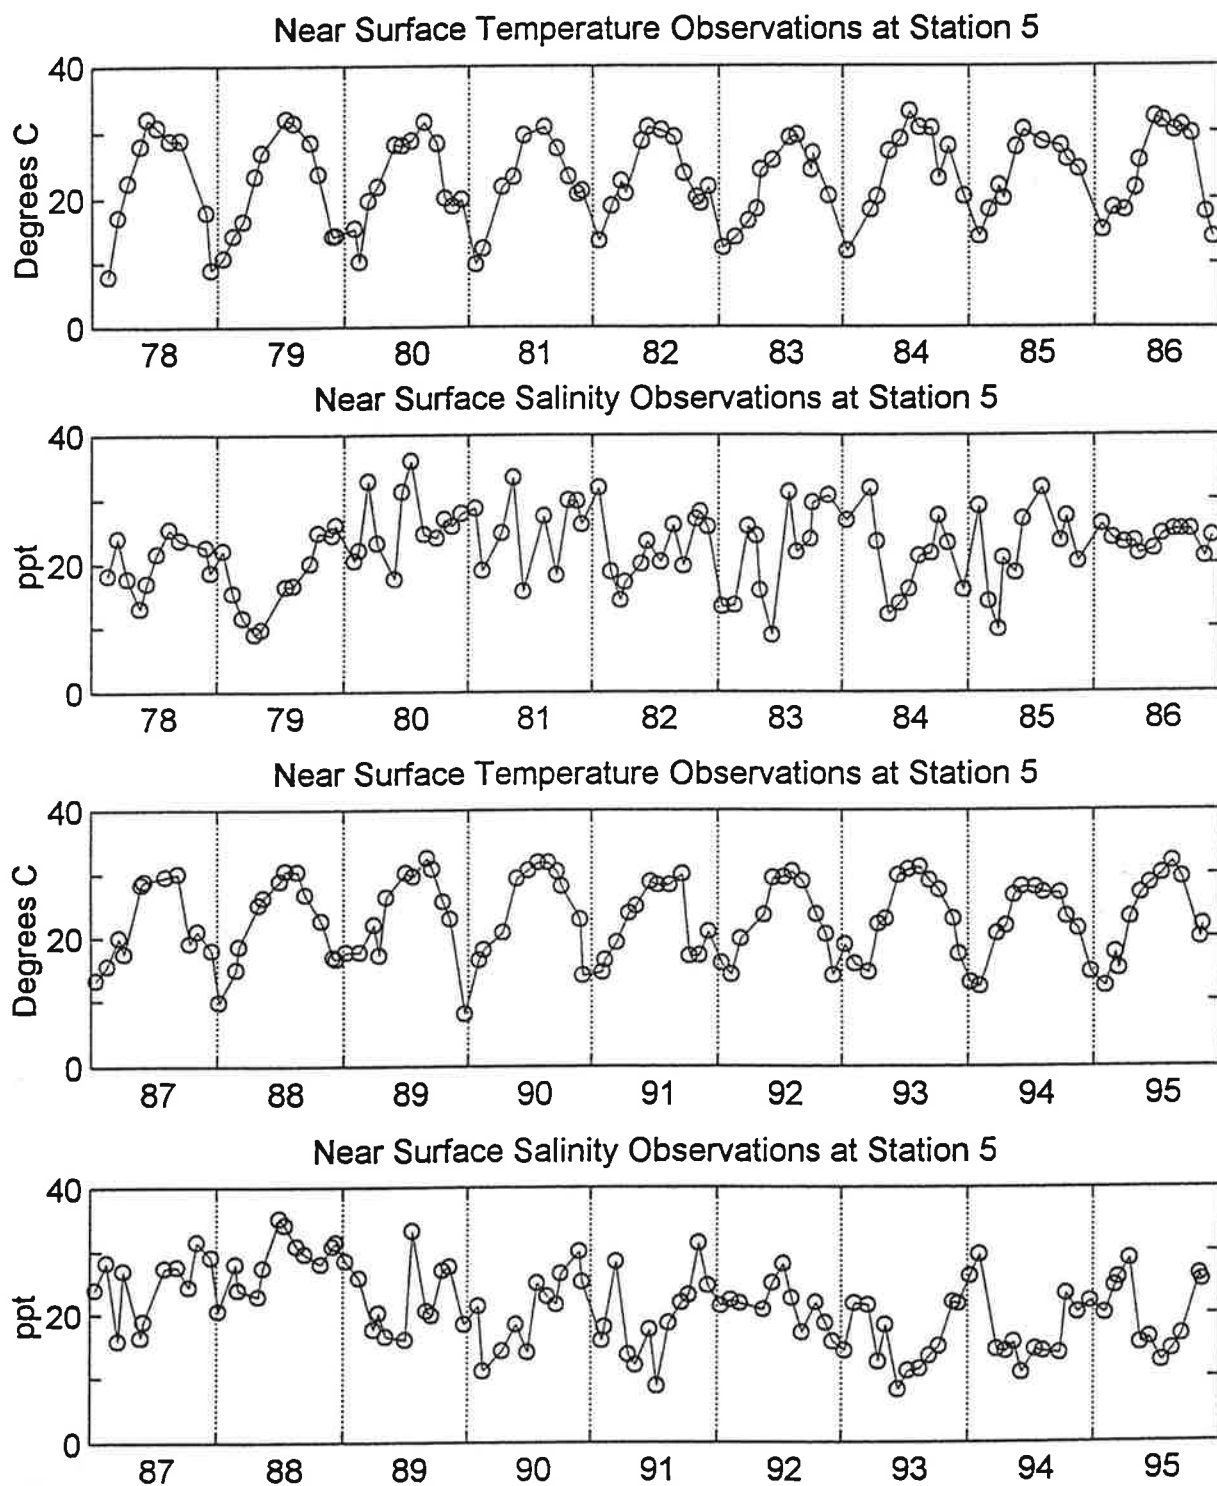 Near Surface Temperature Observations at Station 5
40
20
0
Degrees C
78 79 80 81 82 83 84 85 86
Near Surface Salinity Observations at Station 5
40
20
0
ppt
78 79 80 81 82 83 84 85 86
Near Surface Temperature Observations at Station 5
40
20
0
Degrees C
87 88 89 90 91 92 93 94 95
Near Surface Salinity Observations at Station 5
40
20
0
ppt
87 88 89 90 91 92 93 94 95